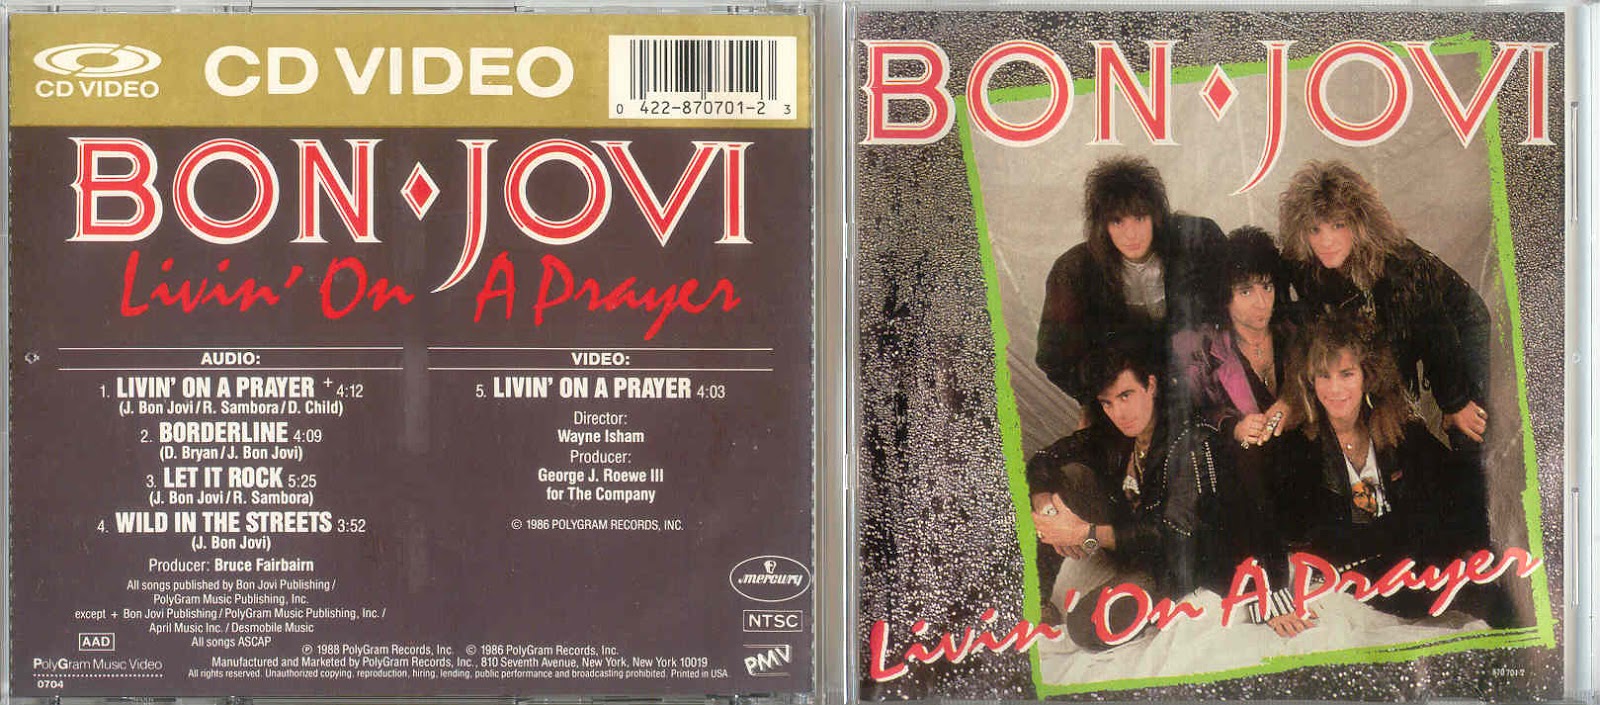 CD VIDEO
CD VIDEO
0 422-870701-2 3
BON · JOVI
Livin' On A Prayer
AUDIO:
1. LIVIN' ON A PRAYER + 4:12
(J. Bon Jovi/R. Sambora/D. Child)
2. BORDERLINE 4:09
(D. Bryan/J. Bon Jovi)
3. LET IT ROCK 5:25
(J. Bon Jovi/R. Sambora)
4. WILD IN THE STREETS 3:52
(J. Bon Jovi)
Producer: Bruce Fairbairn
All songs published by Bon Jovi Publishing/
PolyGram Music Publishing, Inc.
except + Bon Jovi Publishing/PolyGram Music Publishing, Inc./
April Music Inc./Desmobile Music
All songs ASCAP
AAD
PolyGram Music Video
0704
VIDEO:
5. LIVIN' ON A PRAYER 4:03
Director:
Wayne Isham
Producer:
George J. Roewe III
for The Company
© 1986 POLYGRAM RECORDS, INC.
mercury
NTSC
PMV
℗ 1988 PolyGram Records, Inc. © 1986 PolyGram Records, Inc.
Manufactured and Marketed by PolyGram Records, Inc., 810 Seventh Avenue, New York, New York 10019
All rights reserved. Unauthorized copying, reproduction, hiring, lending, public performance and broadcasting prohibited. Printed in USA
BON · JOVI
Livin' On A Prayer
870 701-2